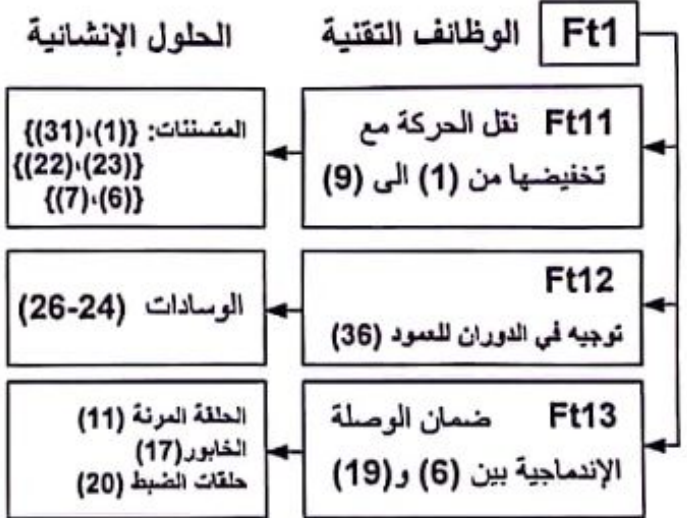 Ft1 الوظائف التقنية الحلول الإنشائية
Ft11 نقل الحركة مع
تخفيضها من (1) الى (9)
المتسننات: {(1)،(31)}
{(22)،(23)}
{(7)،(6)}
Ft12
توجيه في الدوران للعمود (36)
الوسادات (24-26)
Ft13 ضمان الوصلة
الإندماجية بين (6) و(19)
الحلقة المرنة (11)
الخابور(17)
حلقات الضبط (20)